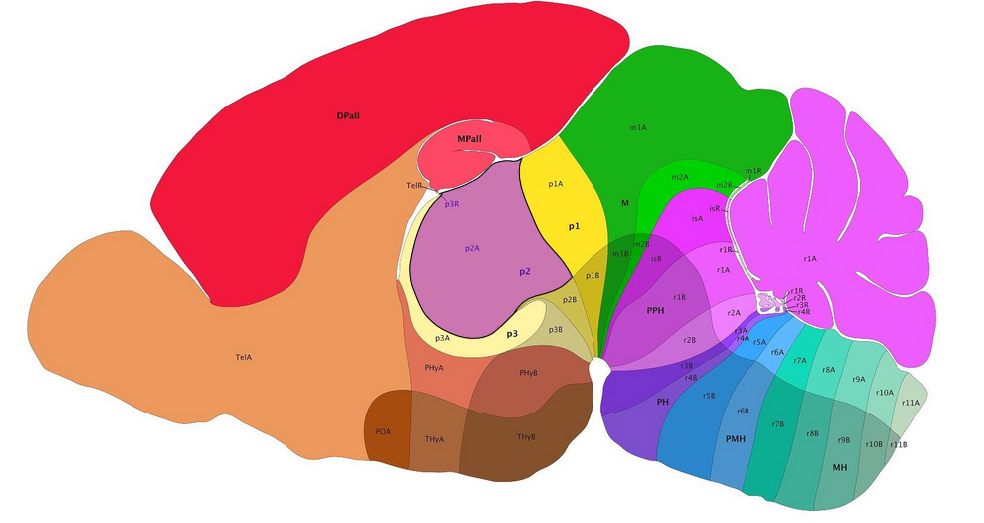 DPall
MPall
m1A
m2A
m1R
m2R
TelR
p3R
p1A
M
isA
isR
p1
p2A
p2
m1B
m2B
isB
r1R
r1A
r1A
p2B
r1B
PPH
r2A
r1R
r2R
r3R
r4R
p3A
p3
p3B
r2B
r3A
r4A
r5A
r6A
r7A
r8A
r9A
r10A
r11A
TelA
PHyA
PHyB
r3B
r4B
PH
r5B
r7B
r8B
r9B
r10B
r11B
POA
THyA
THyB
PMH
MH